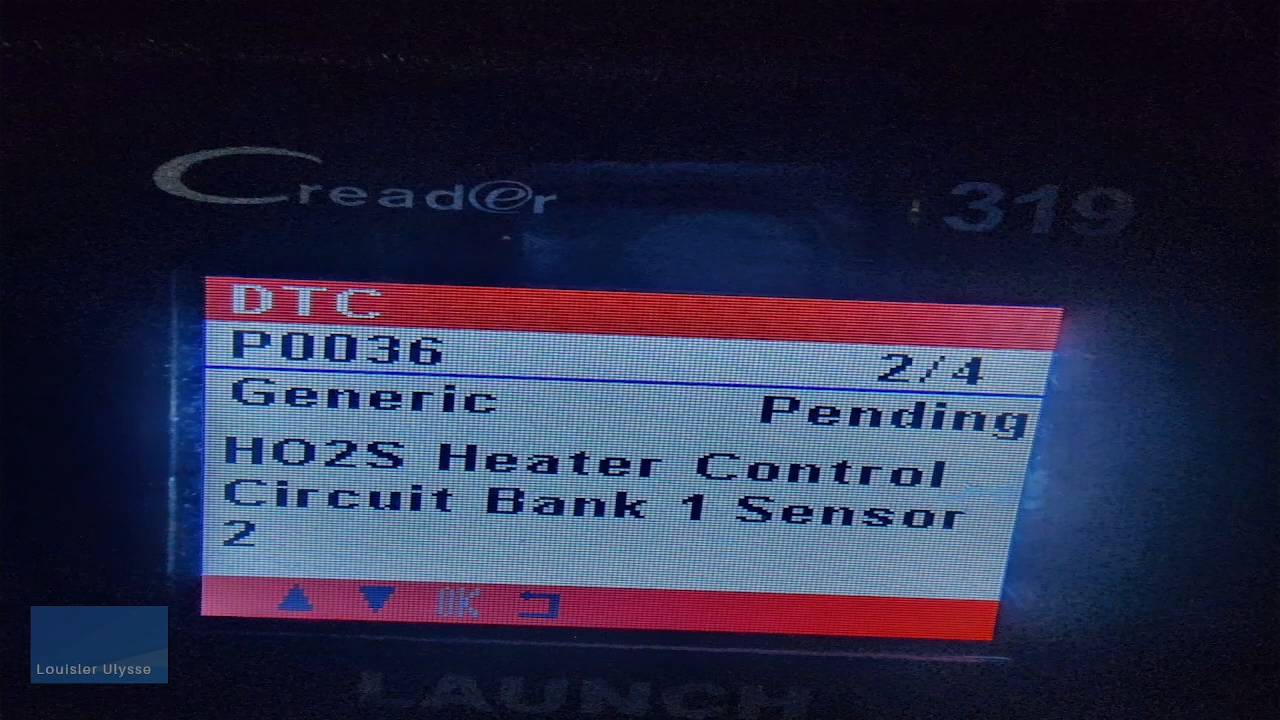 Cread@r 319
DTC
P0036 2/4
Generic Pending
HO2S Heater Control
Circuit Bank 1 Sensor
2
OK
Louisler Ulysse
LAUNCH